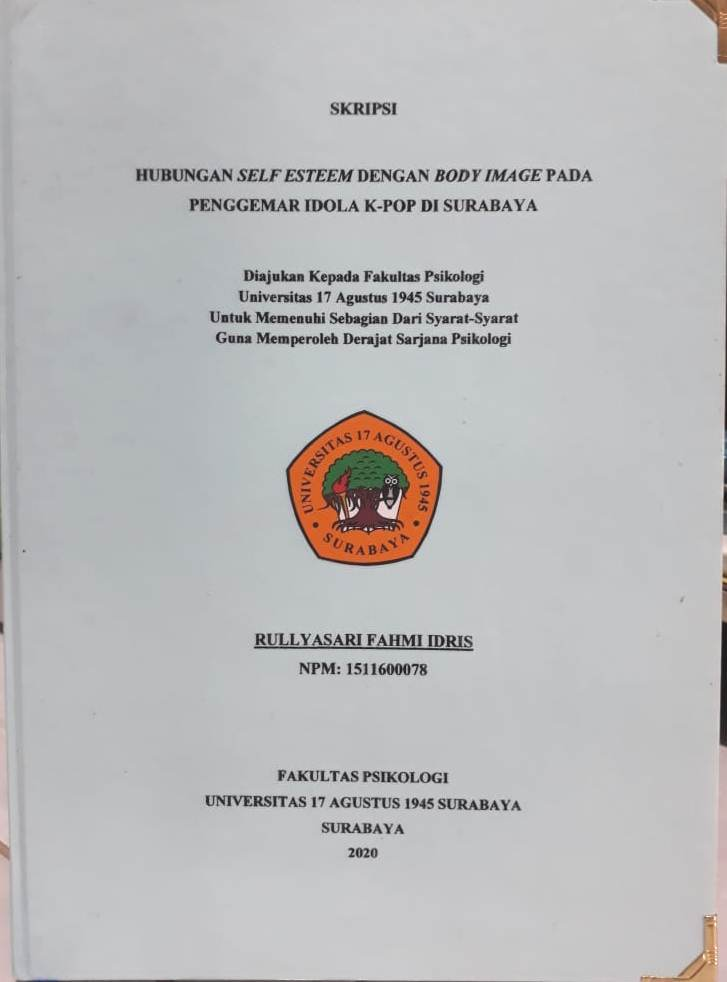 SKRIPSI
HUBUNGAN SELF ESTEEM DENGAN BODY IMAGE PADA
PENGGEMAR IDOLA K-POP DI SURABAYA
Diajukan Kepada Fakultas Psikologi
Universitas 17 Agustus 1945 Surabaya
Untuk Memenuhi Sebagian Dari Syarat-Syarat
Guna Memperoleh Derajat Sarjana Psikologi
UNIVERSITAS 17 AGUSTUS 1945
SURABAYA
RULLYASARI FAHMI IDRIS
NPM: 1511600078
FAKULTAS PSIKOLOGI
UNIVERSITAS 17 AGUSTUS 1945 SURABAYA
SURABAYA
2020